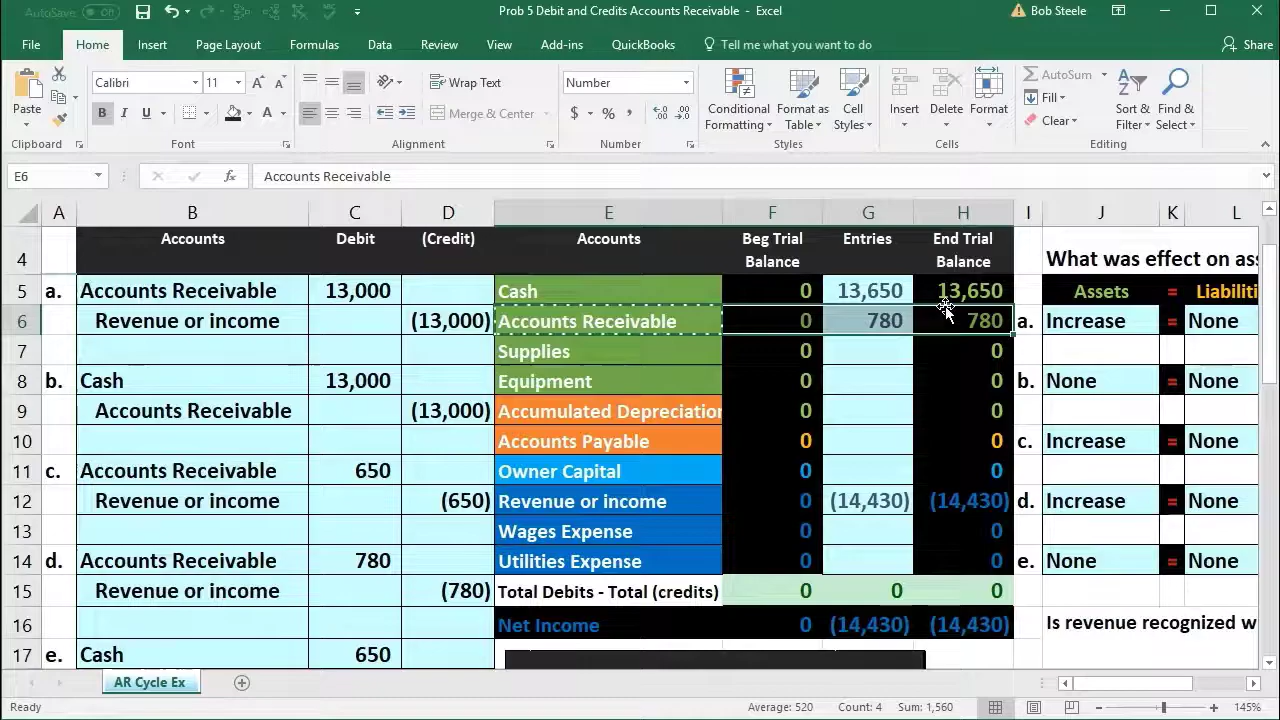 AutoSave Off Prob 5 Debit and Credits Accounts Receivable - Excel Bob Steele
File Home Insert Page Layout Formulas Data Review View Add-ins QuickBooks Tell me what you want to do Share
Paste Calibri 11 A A Wrap Text Number AutoSum
B I U A Merge & Center $ % , Conditional Formatting Format as Table Cell Styles Insert Delete Format Fill Clear Sort & Filter Find & Select
Clipboard Font Alignment Number Styles Cells Editing
E6 fx Accounts Receivable
A B C D E F G H I J K L
4 Accounts Debit (Credit) Accounts Beg Trial Balance Entries End Trial Balance What was effect on ass
5 a. Accounts Receivable 13,000 Cash 0 13,650 13,650 Assets = Liabiliti
6 Revenue or income (13,000) Accounts Receivable 0 780 780 a. Increase = None
7 Supplies 0 0
8 b. Cash 13,000 Equipment 0 0 b. None = None
9 Accounts Receivable (13,000) Accumulated Depreciation 0 0
10 Accounts Payable 0 0 c. Increase = None
11 c. Accounts Receivable 650 Owner Capital 0 0
12 Revenue or income (650) Revenue or income 0 (14,430) (14,430) d. Increase = None
13 Wages Expense 0 0
14 d. Accounts Receivable 780 Utilities Expense 0 0 e. None = None
15 Revenue or income (780) Total Debits - Total (credits) 0 0 0
16 Net Income 0 (14,430) (14,430) Is revenue recognized w
17 e. Cash 650
AR Cycle Ex
Ready Average: 520 Count: 4 Sum: 1,560 145%